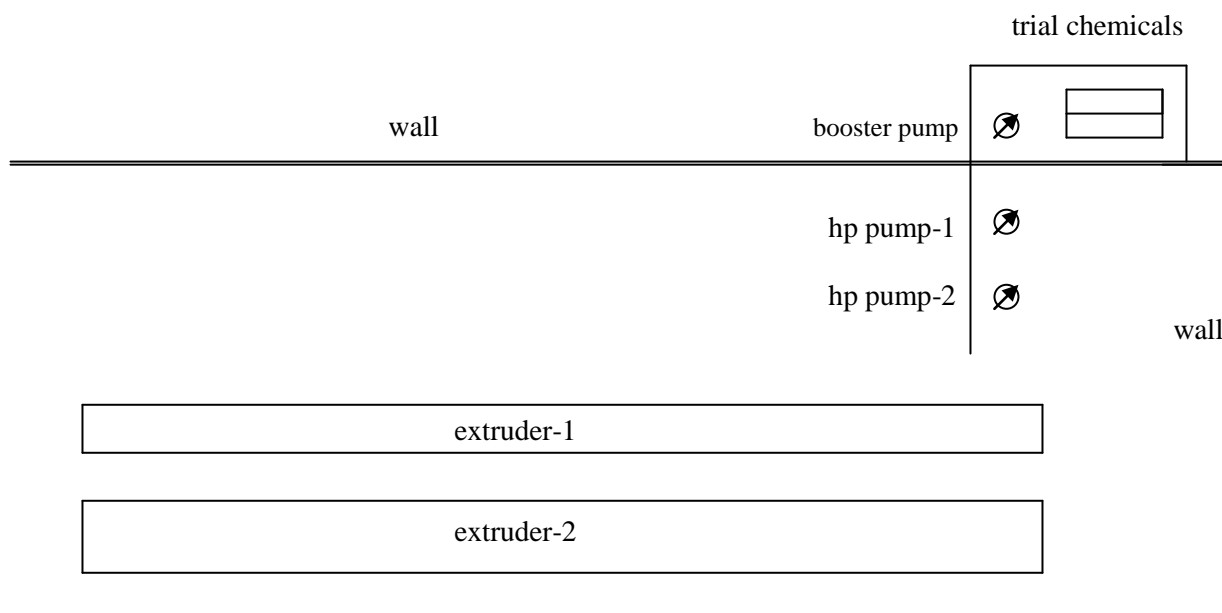 trial chemicals
wall
booster pump
hp pump-1
hp pump-2
wall
extruder-1
extruder-2